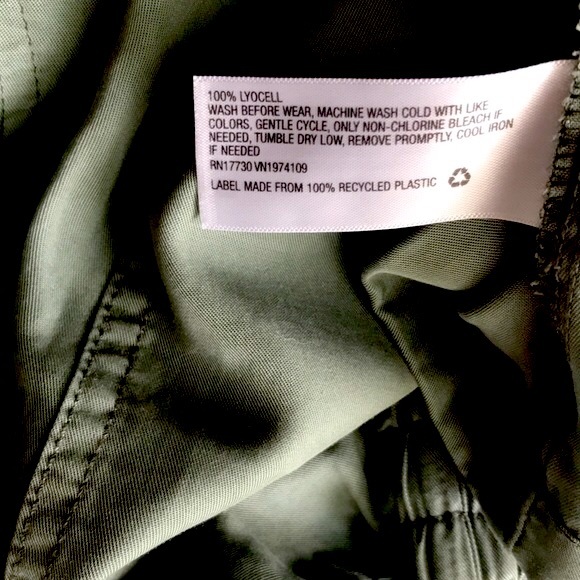 100% LYOCELL
WASH BEFORE WEAR, MACHINE WASH COLD WITH LIKE
COLORS, GENTLE CYCLE, ONLY NON-CHLORINE BLEACH IF
NEEDED, TUMBLE DRY LOW, REMOVE PROMPTLY, COOL IRON
IF NEEDED
RN17730 VN1974109
LABEL MADE FROM 100% RECYCLED PLASTIC